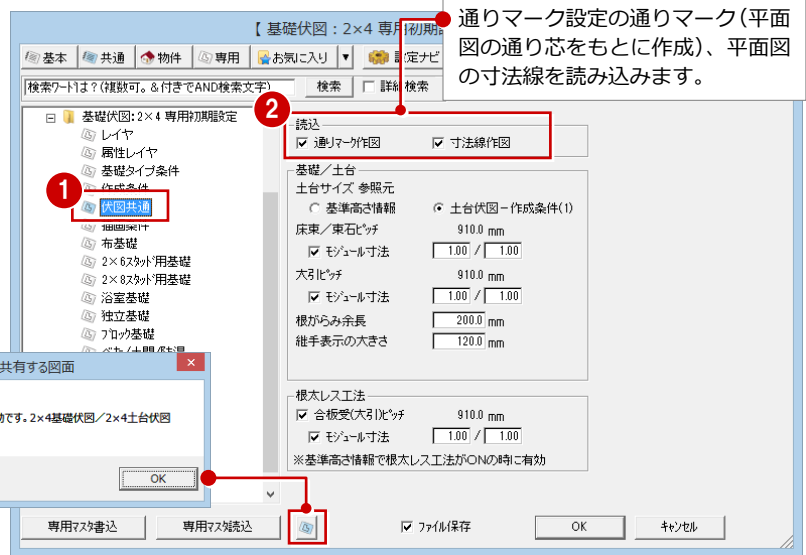 【 基礎伏図：2×4 専用初期
通りマーク設定の通りマーク（平面
図の通り芯をもとに作成）、平面図
の寸法線を読み込みます。
基本 共通 物件 専用 お気に入り ▼ 設定ナビ
検索ワードは？(複数可。&付きでAND検索文字) 検索 詳細検索
2
基礎伏図:2×4 専用初期設定
レイヤ
属性レイヤ
基礎タイプ条件
作成条件
1
伏図共通
描画条件
布基礎
2×6スタッド用基礎
2×8スタッド用基礎
浴室基礎
独立基礎
ブロック基礎
読込
通りマーク作図 寸法線作図
基礎／土台
土台サイズ 参照元
基準高さ情報 土台伏図－作成条件(1)
床束／束石ピッチ 910.0 mm
モジュール寸法 1.00 / 1.00
大引ピッチ 910.0 mm
モジュール寸法 1.00 / 1.00
根がらみ余長 200.0 mm
継手表示の大きさ 120.0 mm
根太レス工法
合板受(大引)ピッチ 910.0 mm
モジュール寸法 1.00 / 1.00
※基準高さ情報で根太レス工法がONの時に有効
共有する図面
です。2×4基礎伏図／2×4土台伏図
OK
専用マスタ書込 専用マスタ読込 ファイル保存 OK キャンセル